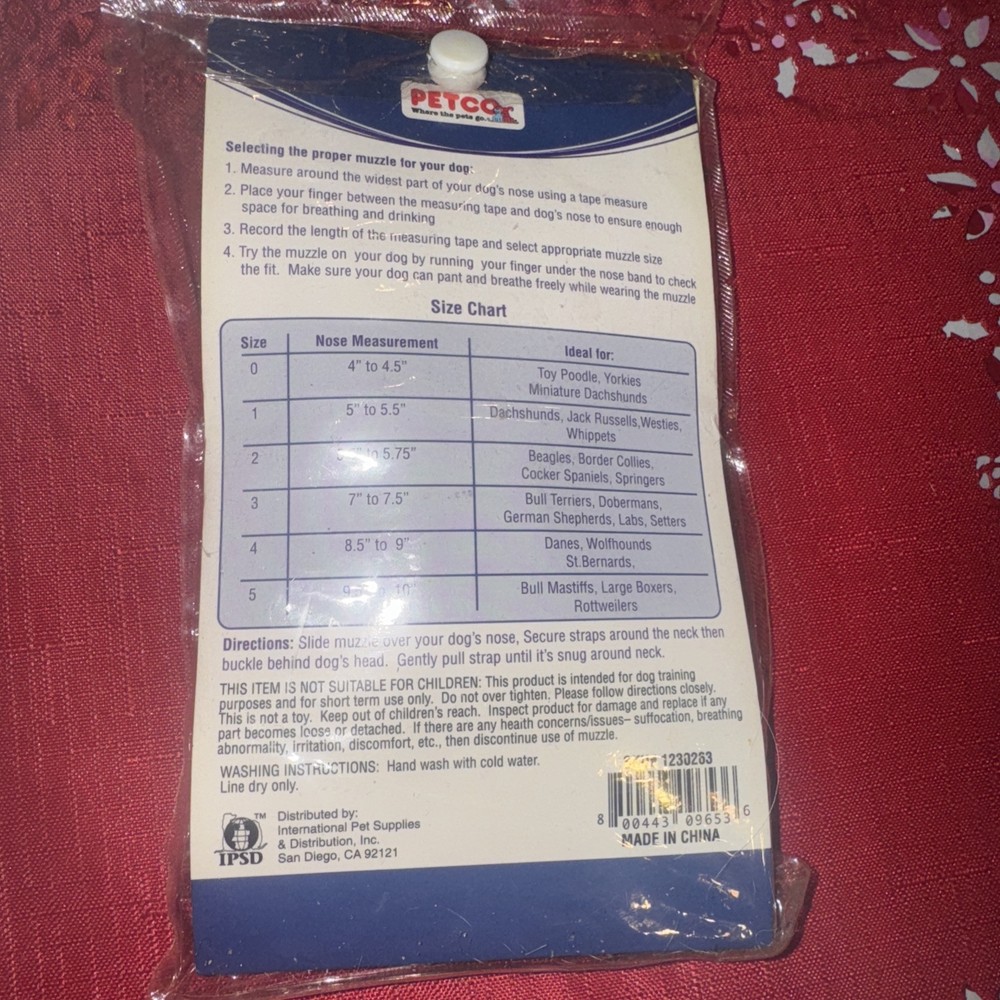 PETCO
Where the pets go.
Selecting the proper muzzle for your dog:
1. Measure around the widest part of your dog's nose using a tape measure
2. Place your finger between the measuring tape and dog's nose to ensure enough
space for breathing and drinking
3. Record the length of the measuring tape and select appropriate muzzle size
4. Try the muzzle on your dog by running your finger under the nose band to check
the fit. Make sure your dog can pant and breathe freely while wearing the muzzle
Size Chart
Size Nose Measurement Ideal for:
0 4" to 4.5" Toy Poodle, Yorkies
Miniature Dachshunds
1 5" to 5.5" Dachshunds, Jack Russells,Westies,
Whippets
2 5.75" Beagles, Border Collies,
Cocker Spaniels, Springers
3 7" to 7.5" Bull Terriers, Dobermans,
German Shepherds, Labs, Setters
4 8.5" to 9" Danes, Wolfhounds
St.Bernards,
5 10" Bull Mastiffs, Large Boxers,
Rottweilers
Directions: Slide muzzle over your dog's nose, Secure straps around the neck then
buckle behind dog's head. Gently pull strap until it's snug around neck.
THIS ITEM IS NOT SUITABLE FOR CHILDREN: This product is intended for dog training
purposes and for short term use only. Do not over tighten. Please follow directions closely.
This is not a toy. Keep out of children's reach. Inspect product for damage and replace if any
part becomes loose or detached. If there are any health concerns/issues– suffocation, breathing
abnormality, irritation, discomfort, etc., then discontinue use of muzzle.
WASHING INSTRUCTIONS: Hand wash with cold water.
Line dry only.
1230263
8 00443 09653 6
MADE IN CHINA
TM
IPSD
Distributed by:
International Pet Supplies
& Distribution, Inc.
San Diego, CA 92121